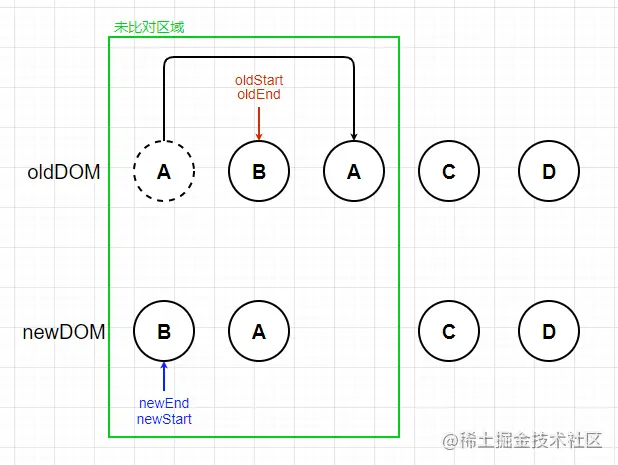 未比对区域
oldStart
oldEnd
oldDOM A B A C D
newDOM B A C D
newEnd
newStart
@稀土掘金技术社区